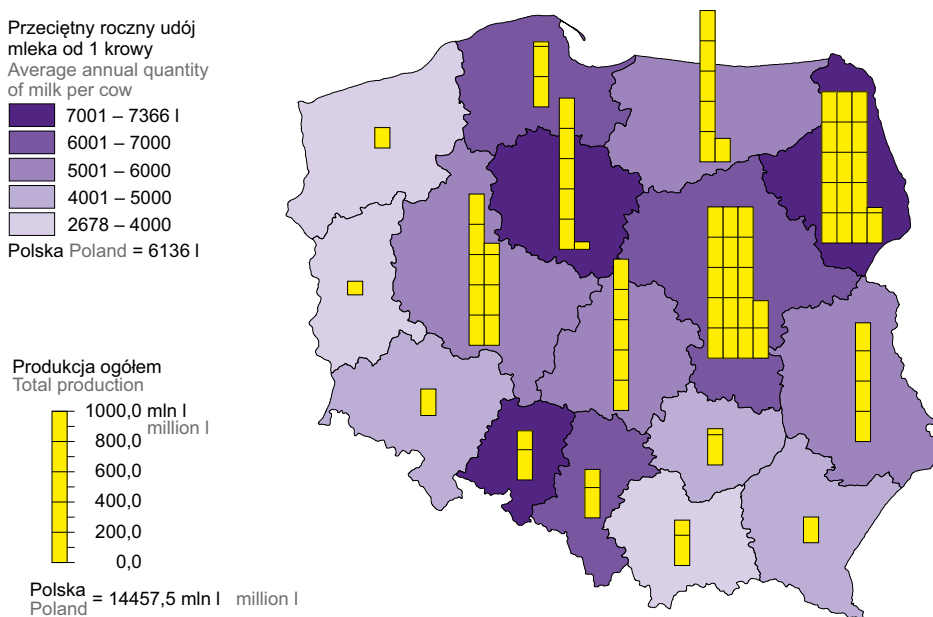 Przeciętny roczny udój
mleka od 1 krowy
Average annual quantity
of milk per cow
7001 – 7366 l
6001 – 7000
5001 – 6000
4001 – 5000
2678 – 4000
Polska Poland = 6136 l
Produkcja ogółem
Total production
1000,0 mln l
million l
800,0
600,0
400,0
200,0
0,0
Polska
Poland = 14457,5 mln l million l